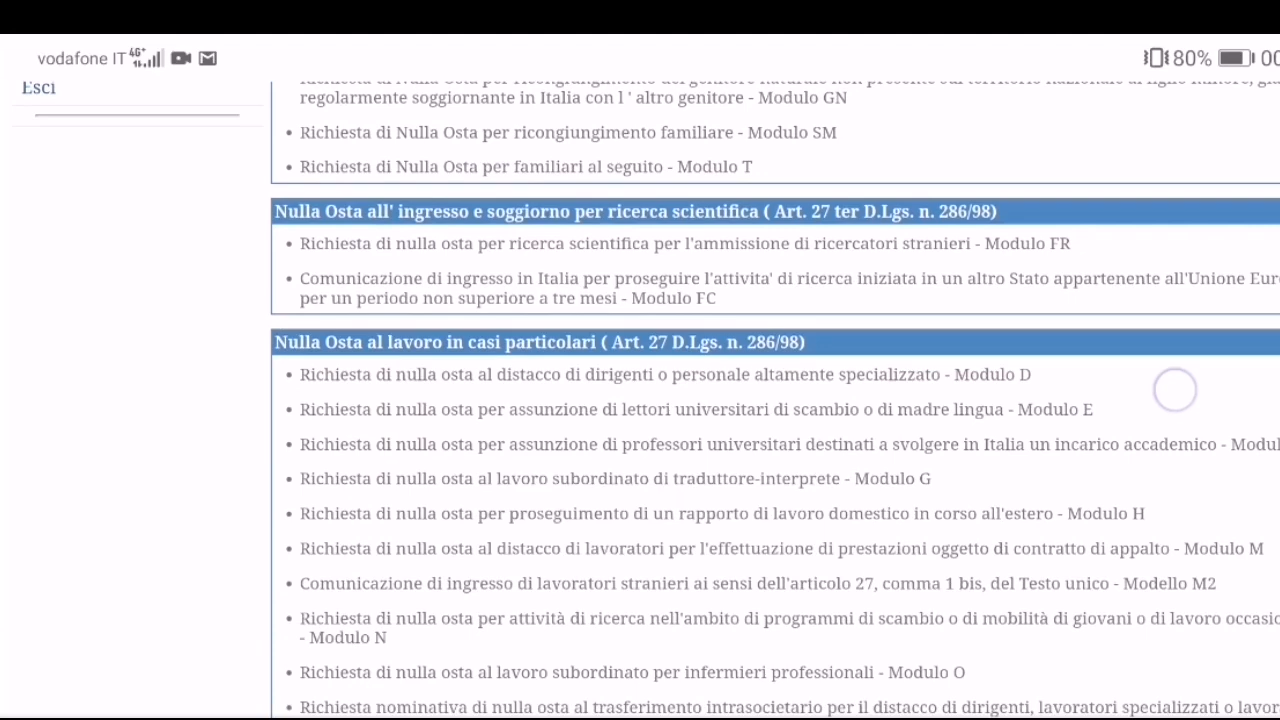 vodafone IT 4G+ 80% 00
Esci
regolarmente soggiornante in Italia con l ' altro genitore - Modulo GN
• Richiesta di Nulla Osta per ricongiungimento familiare - Modulo SM
• Richiesta di Nulla Osta per familiari al seguito - Modulo T
Nulla Osta all' ingresso e soggiorno per ricerca scientifica ( Art. 27 ter D.Lgs. n. 286/98)
• Richiesta di nulla osta per ricerca scientifica per l'ammissione di ricercatori stranieri - Modulo FR
• Comunicazione di ingresso in Italia per proseguire l'attivita' di ricerca iniziata in un altro Stato appartenente all'Unione Eur
per un periodo non superiore a tre mesi - Modulo FC
Nulla Osta al lavoro in casi particolari ( Art. 27 D.Lgs. n. 286/98)
• Richiesta di nulla osta al distacco di dirigenti o personale altamente specializzato - Modulo D
• Richiesta di nulla osta per assunzione di lettori universitari di scambio o di madre lingua - Modulo E
• Richiesta di nulla osta per assunzione di professori universitari destinati a svolgere in Italia un incarico accademico - Modul
• Richiesta di nulla osta al lavoro subordinato di traduttore-interprete - Modulo G
• Richiesta di nulla osta per proseguimento di un rapporto di lavoro domestico in corso all'estero - Modulo H
• Richiesta di nulla osta al distacco di lavoratori per l'effettuazione di prestazioni oggetto di contratto di appalto - Modulo M
• Comunicazione di ingresso di lavoratori stranieri ai sensi dell'articolo 27, comma 1 bis, del Testo unico - Modello M2
• Richiesta di nulla osta per attività di ricerca nell'ambito di programmi di scambio o di mobilità di giovani o di lavoro occasio
- Modulo N
• Richiesta di nulla osta al lavoro subordinato per infermieri professionali - Modulo O
• Richiesta nominativa di nulla osta al trasferimento intrasocietario per il distacco di dirigenti, lavoratori specializzati o lavor